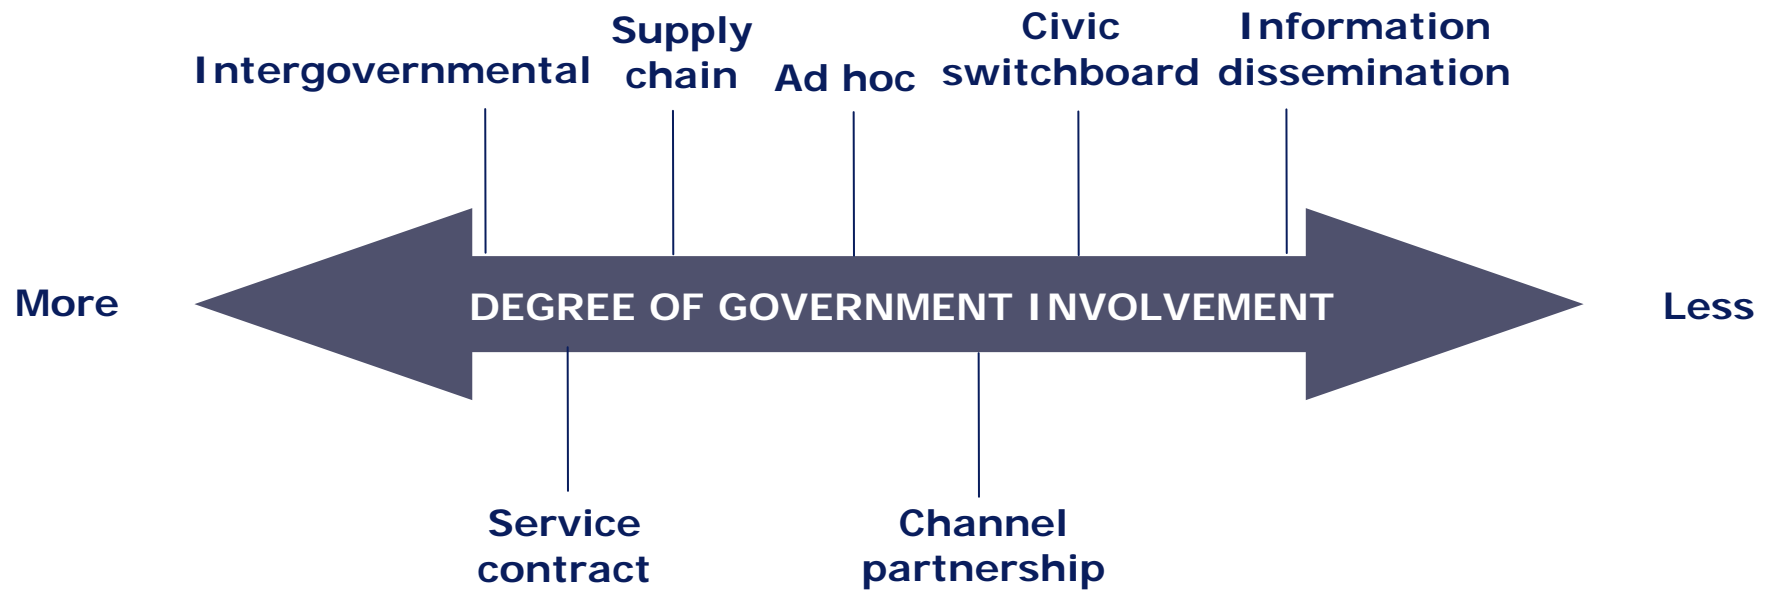 Intergovernmental
Supply
chain
Ad hoc
Civic
switchboard
Information
dissemination
More
DEGREE OF GOVERNMENT INVOLVEMENT
Less
Service
contract
Channel
partnership